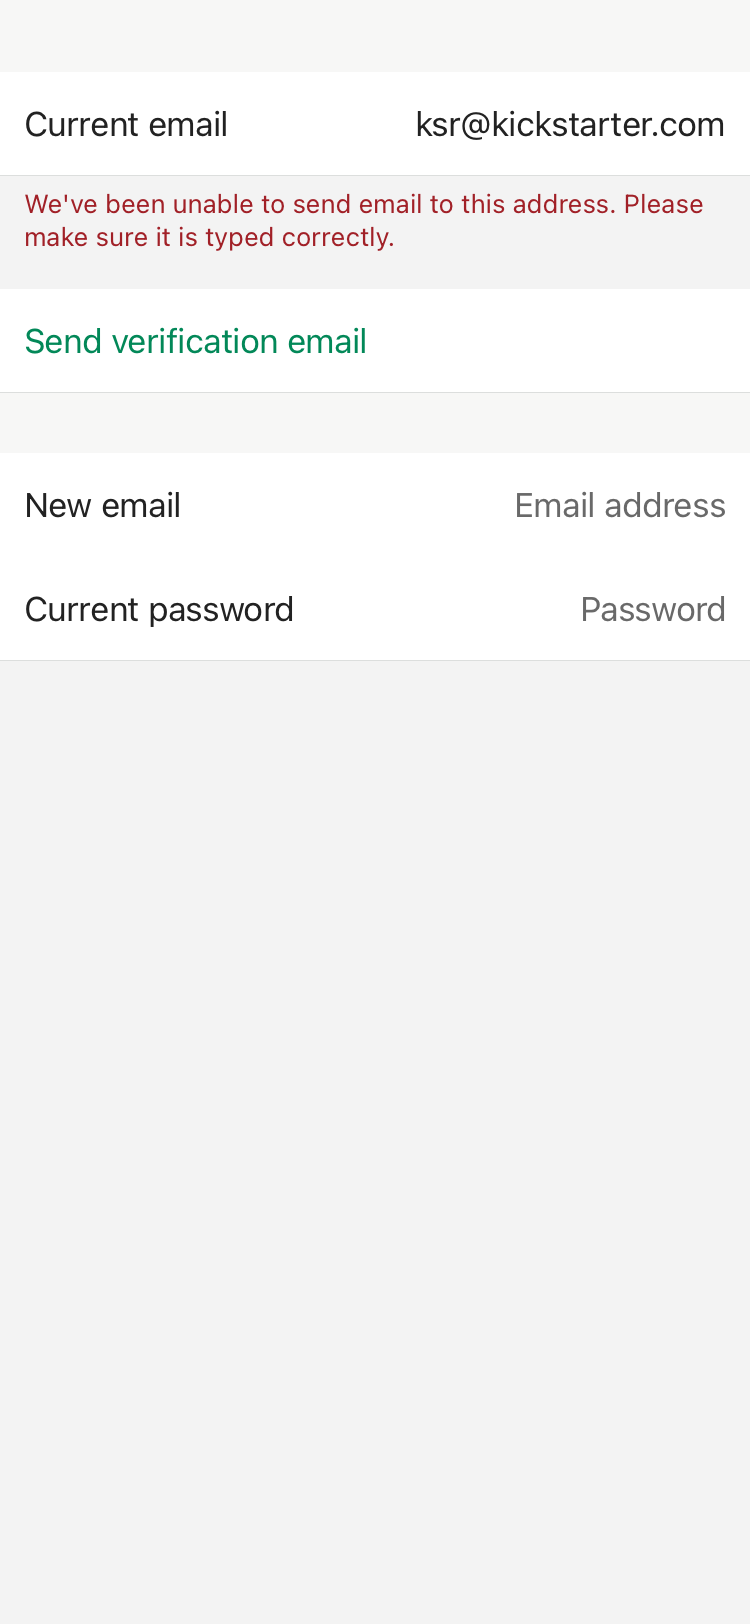 Current email ksr@kickstarter.com
We've been unable to send email to this address. Please
make sure it is typed correctly.
Send verification email
New email Email address
Current password Password